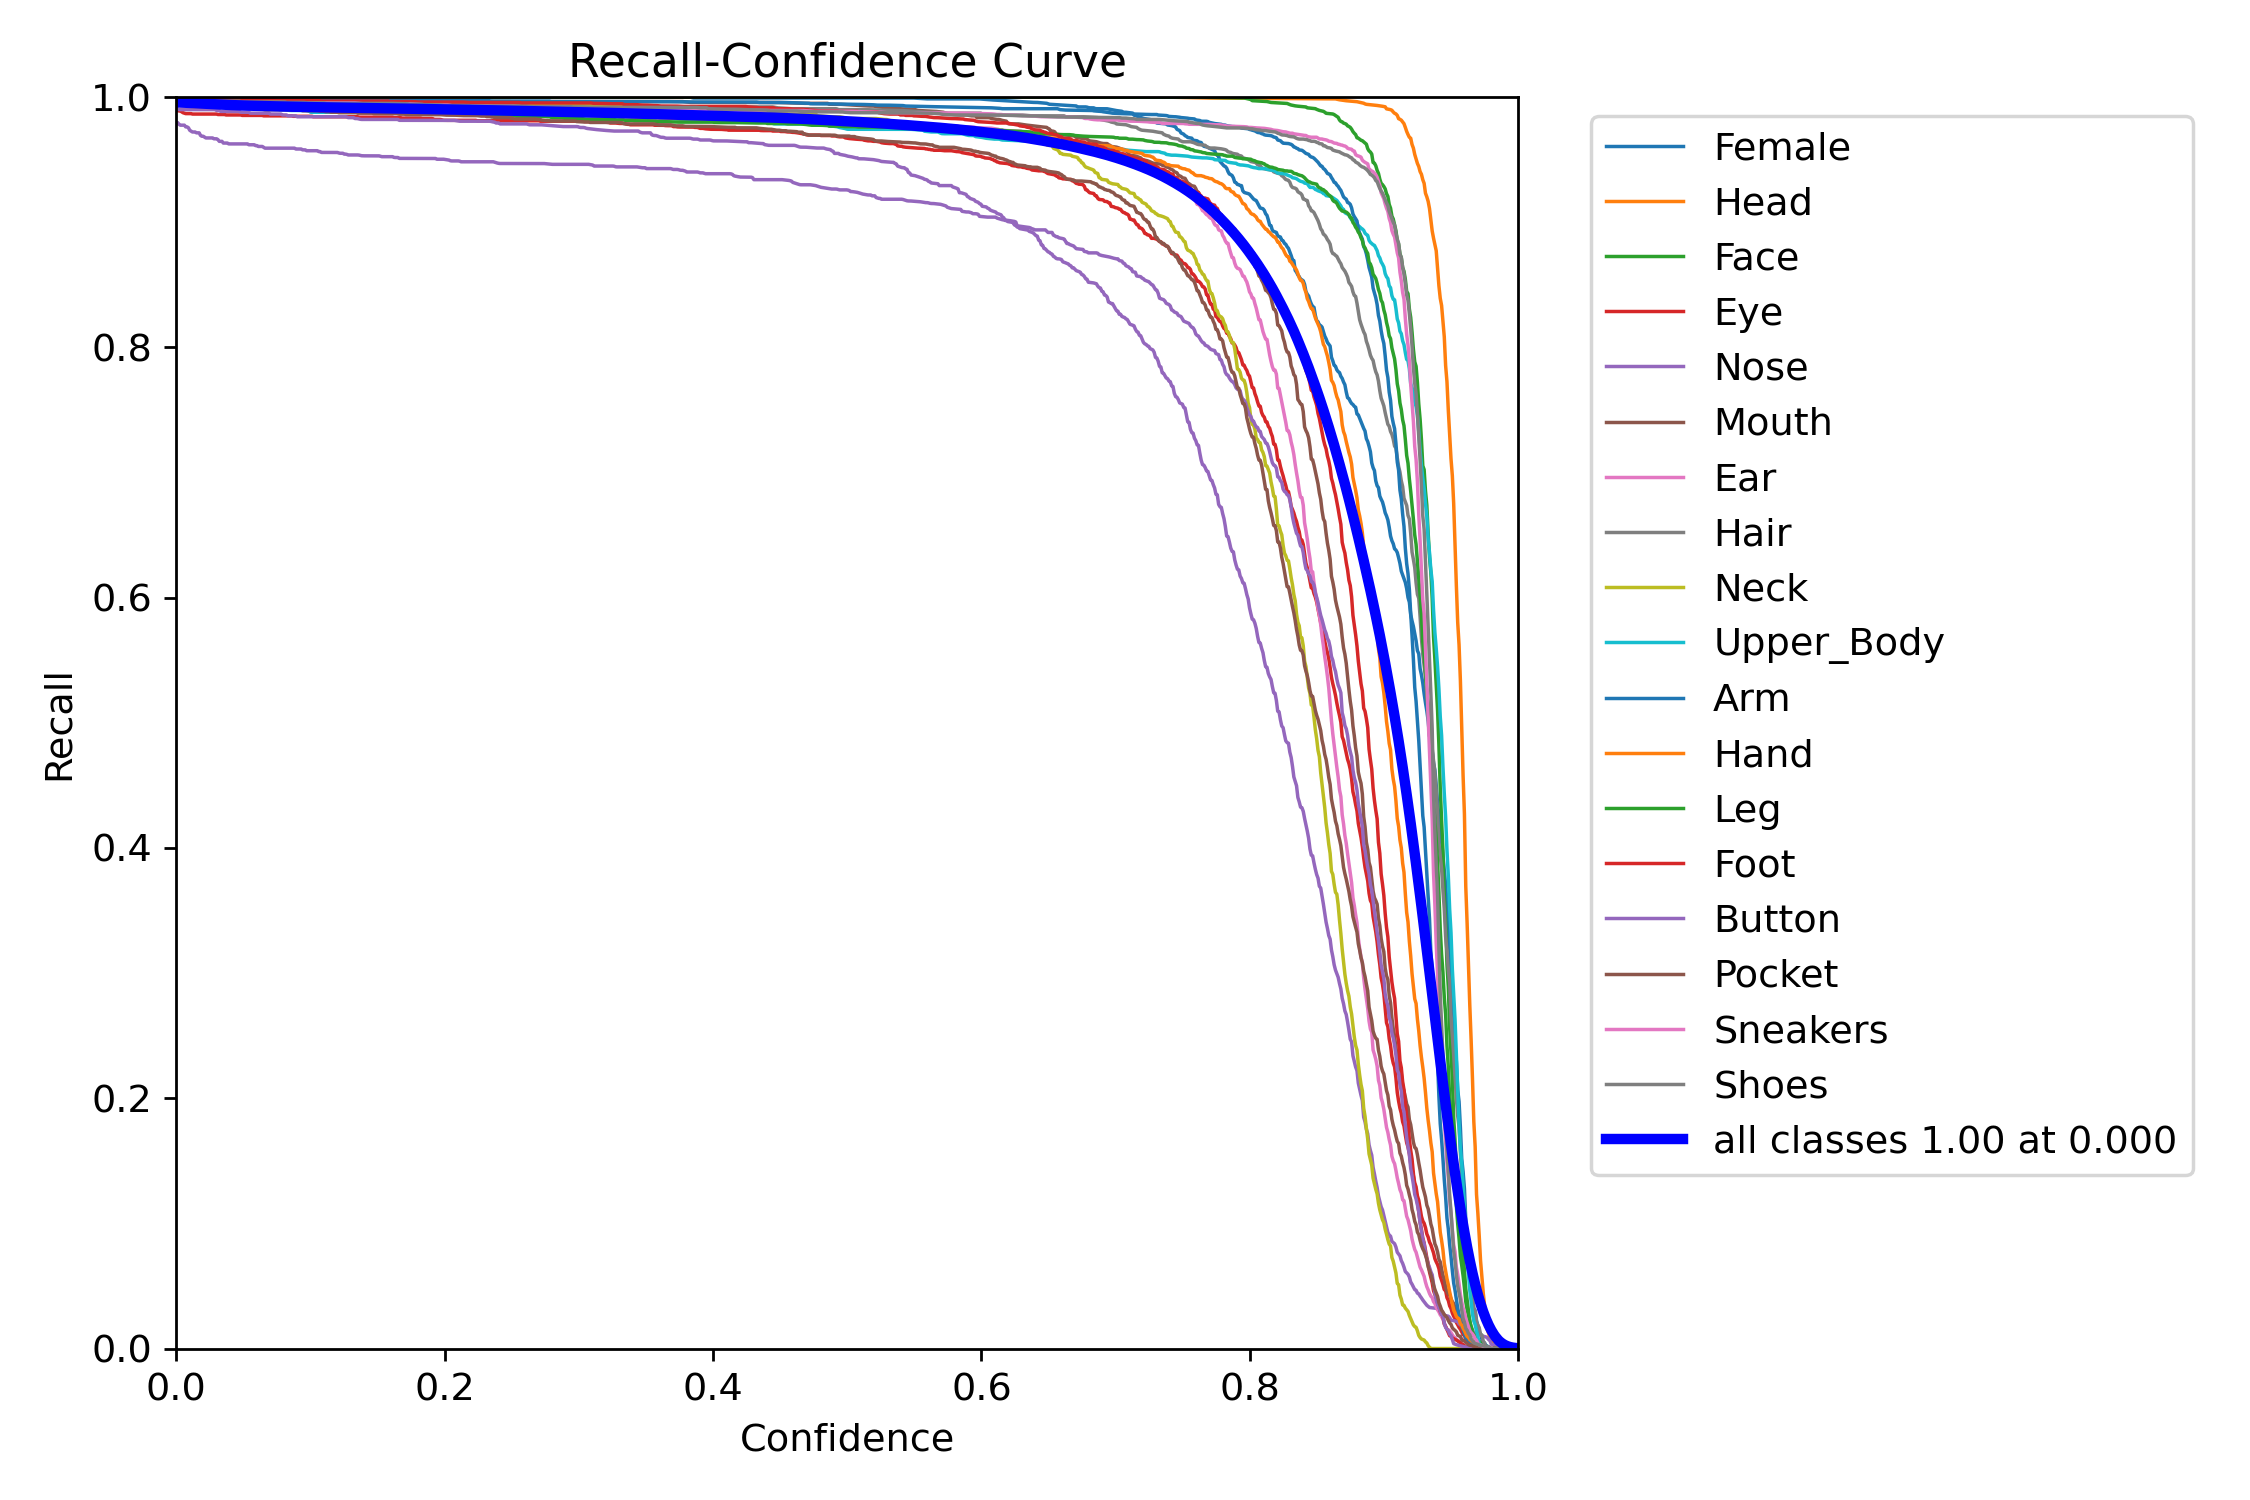 Recall-Confidence Curve
1.0
0.8
0.6
0.4
0.2
0.0
Recall
0.0 0.2 0.4 0.6 0.8 1.0
Confidence
Female
Head
Face
Eye
Nose
Mouth
Ear
Hair
Neck
Upper_Body
Arm
Hand
Leg
Foot
Button
Pocket
Sneakers
Shoes
all classes 1.00 at 0.000